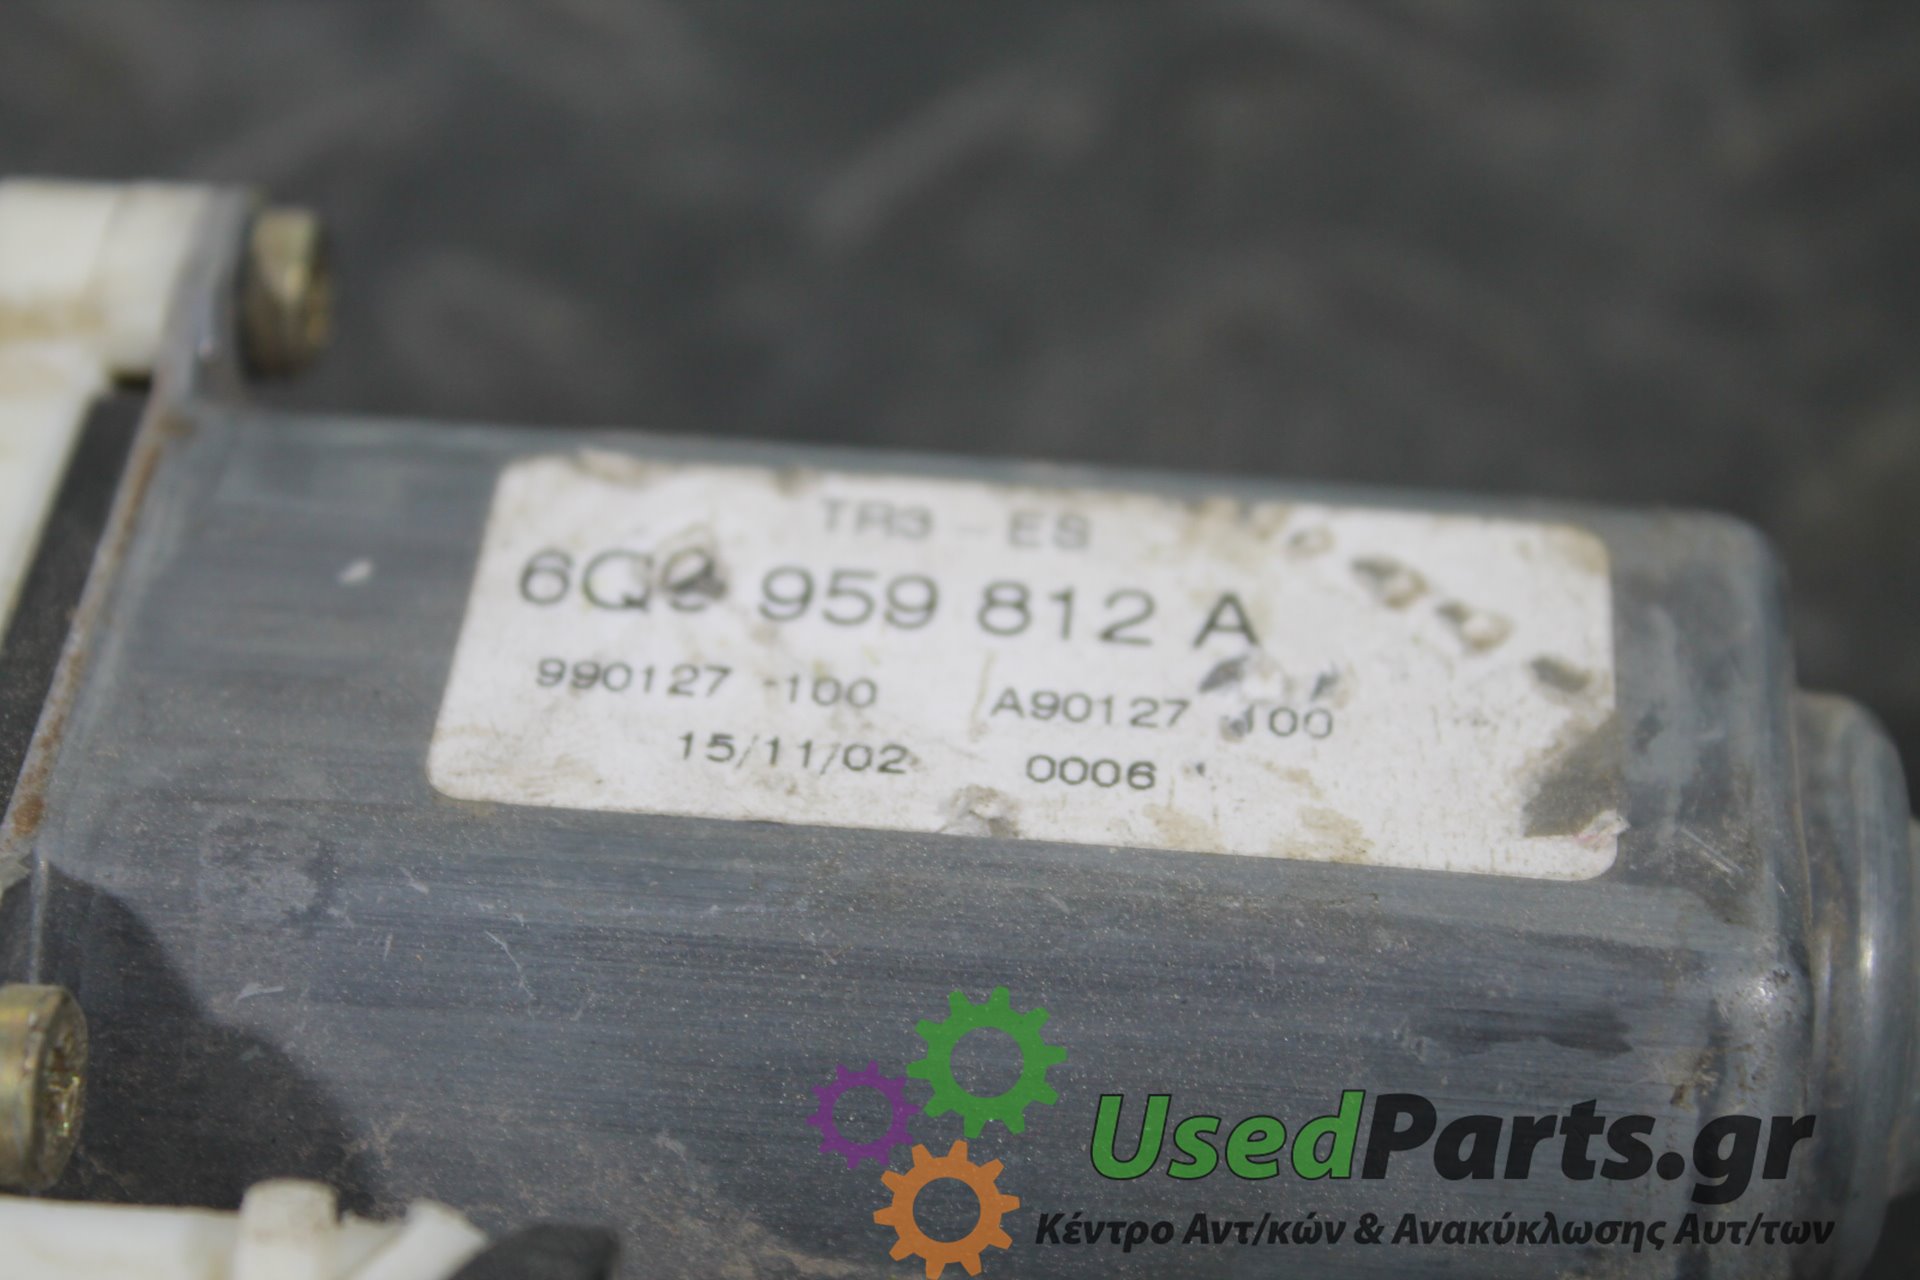 TR3 - ES
6Q0 959 812 A
990127 100 A90127 100
15/11/02 0006
UsedParts.gr
Κέντρο Αντ/κών & Ανακύκλωσης Αυτ/των